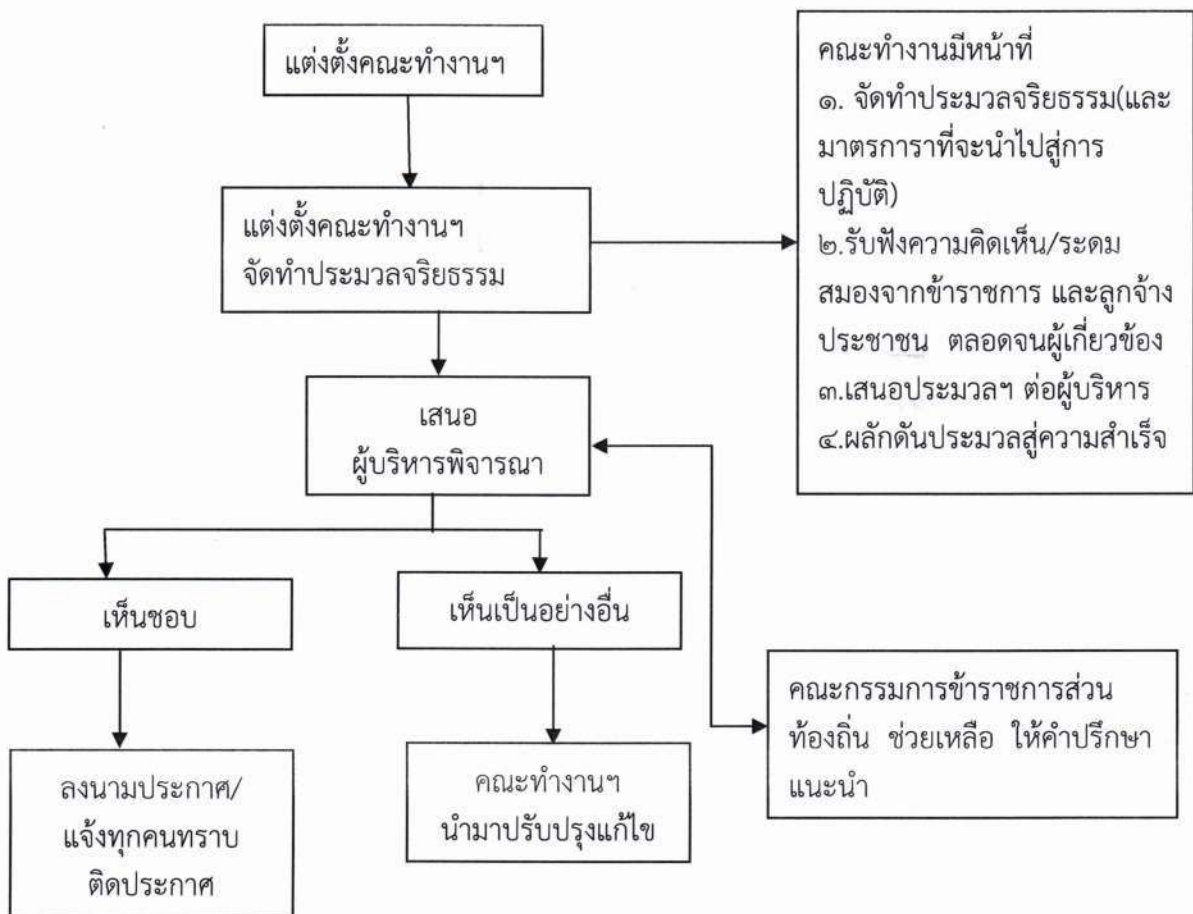 แต่งตั้งคณะทำงานฯ
แต่งตั้งคณะทำงานฯ
จัดทำประมวลจริยธรรม
คณะทำงานมีหน้าที่
๑. จัดทำประมวลจริยธรรม(และ
มาตรการาที่จะนำไปสู่การ
ปฏิบัติ)
๒.รับฟังความคิดเห็น/ระดม
สมองจากข้าราชการ และลูกจ้าง
ประชาชน ตลอดจนผู้เกี่ยวข้อง
๓.เสนอประมวลฯ ต่อผู้บริหาร
๔.ผลักดันประมวลสู่ความสำเร็จ
เสนอ
ผู้บริหารพิจารณา
เห็นชอบ
เห็นเป็นอย่างอื่น
คณะกรรมการข้าราชการส่วน
ท้องถิ่น ช่วยเหลือ ให้คำปรึกษา
แนะนำ
ลงนามประกาศ/
แจ้งทุกคนทราบ
ติดประกาศ
คณะทำงานฯ
นำมาปรับปรุงแก้ไข